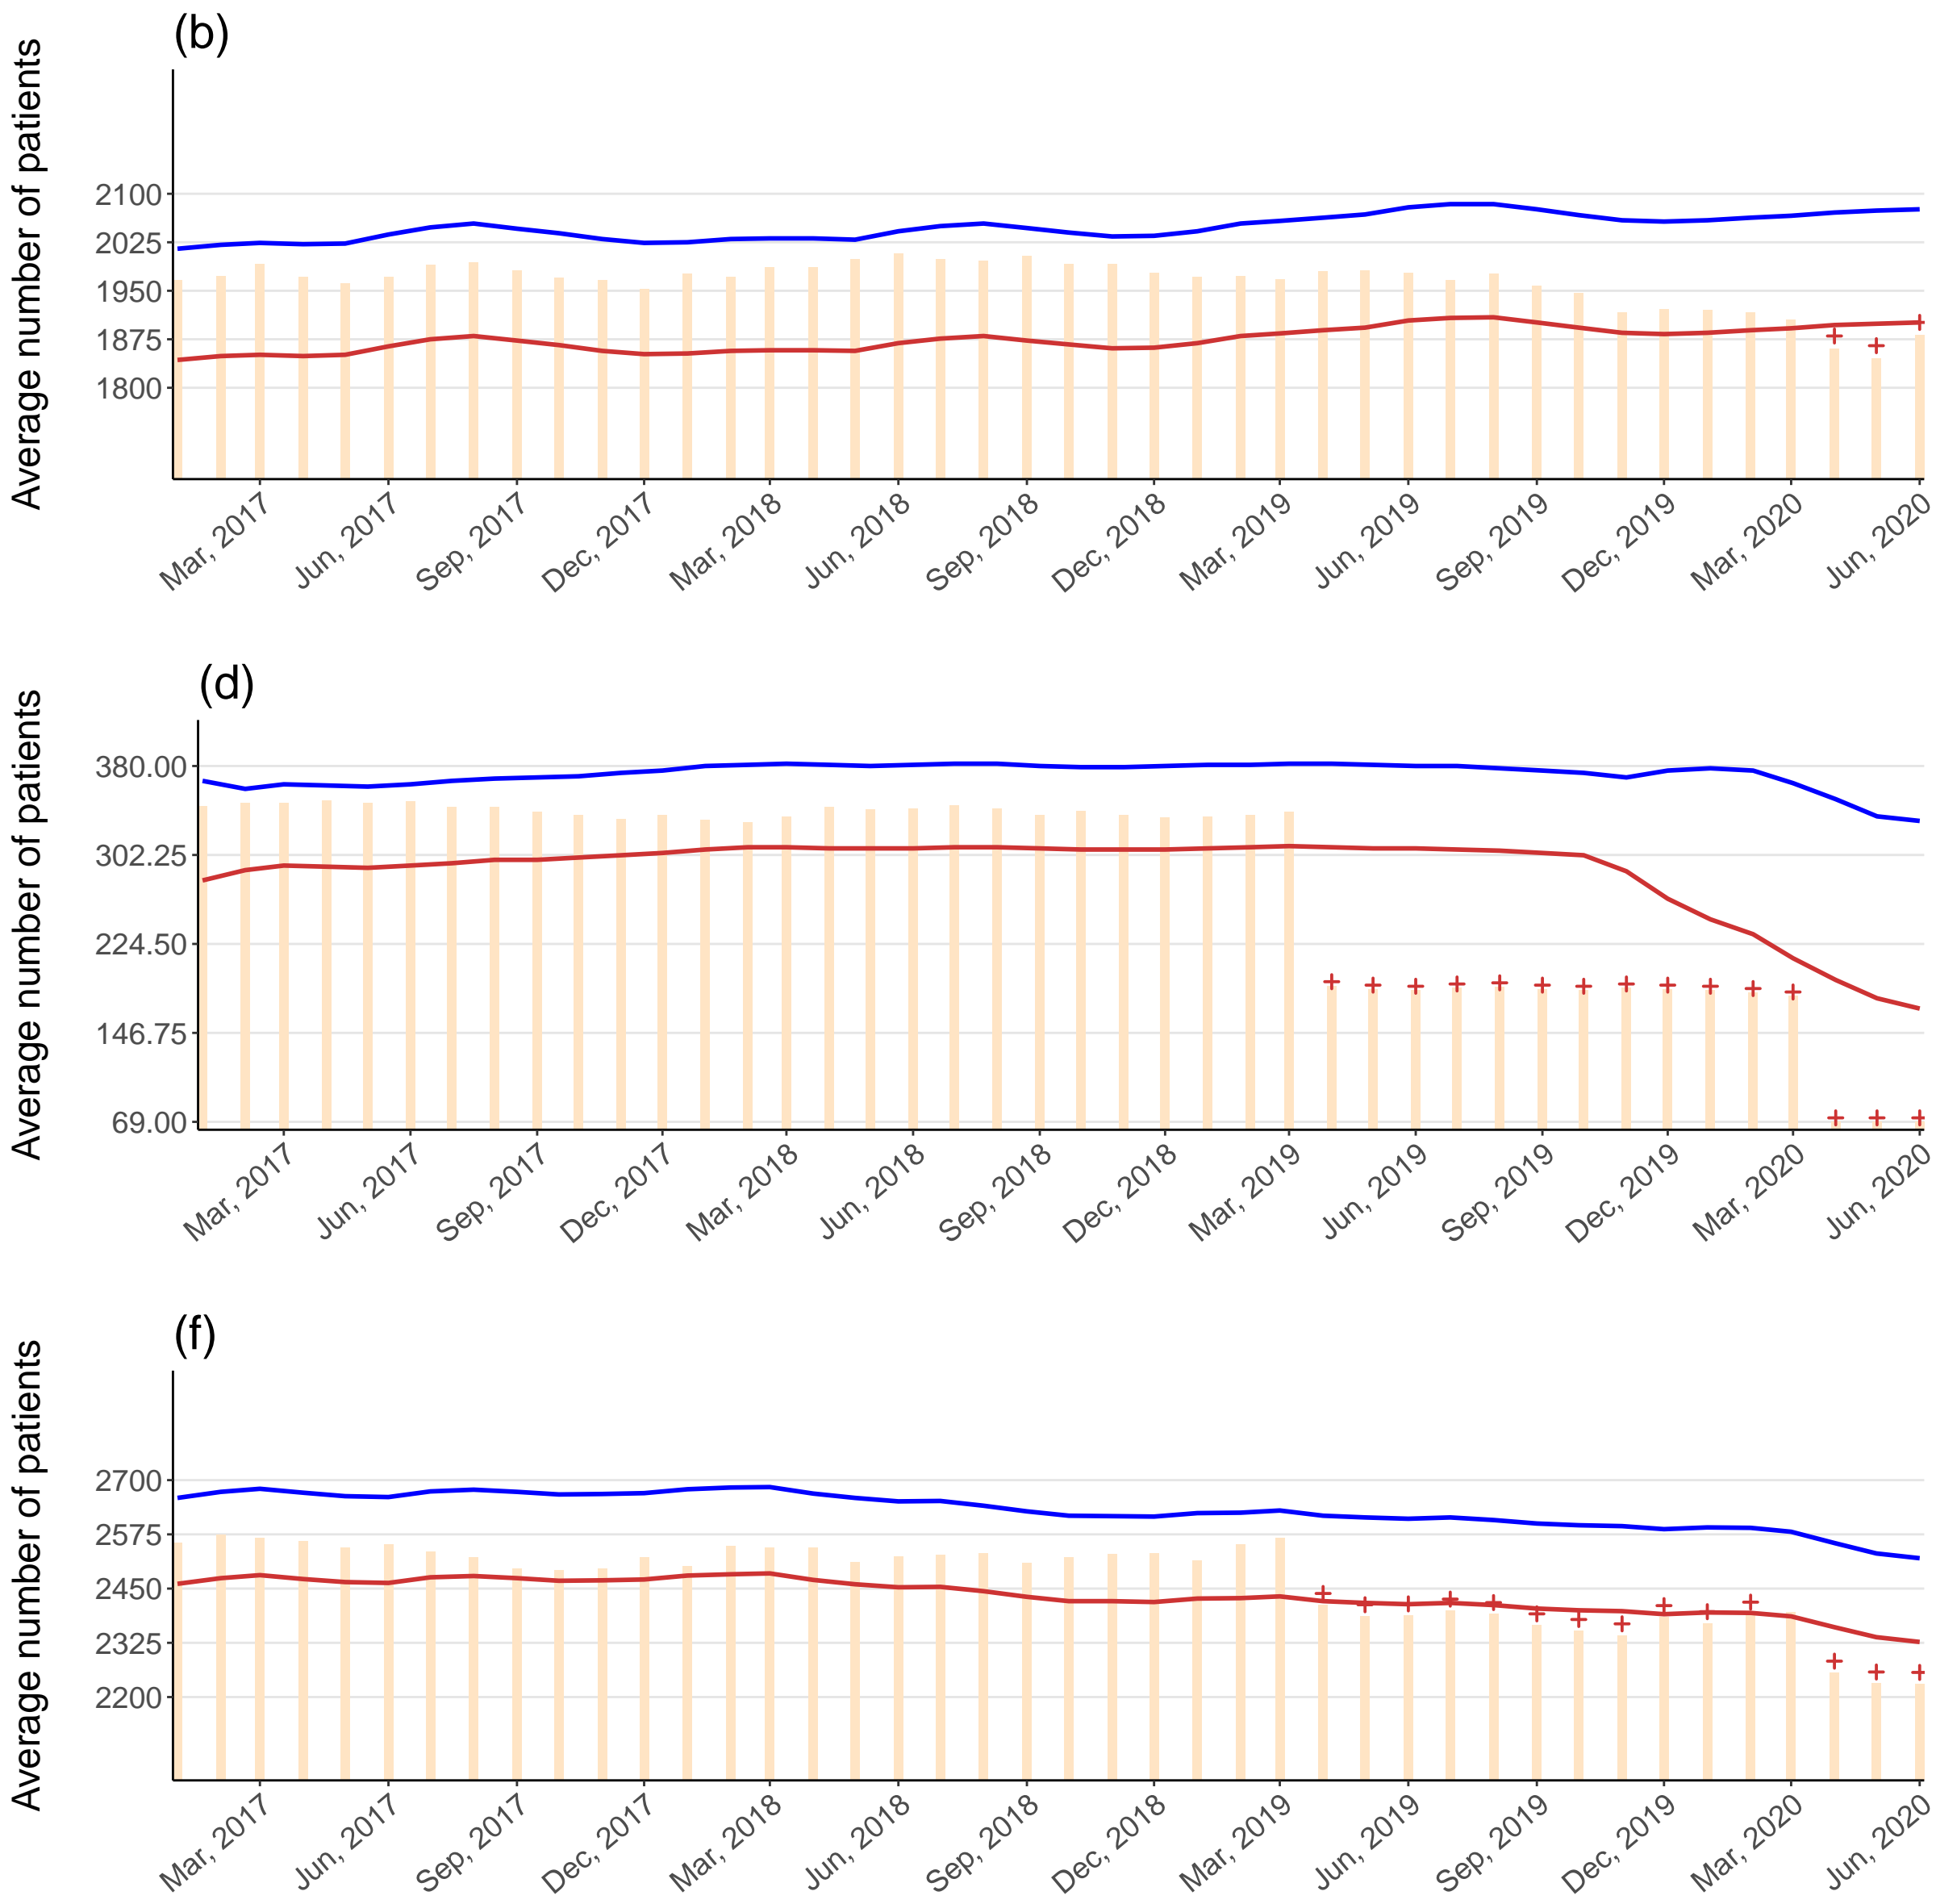 (b)
Average number of patients
2100
2025
1950
1875
1800
Mar, 2017
Jun, 2017
Sep, 2017
Dec, 2017
Mar, 2018
Jun, 2018
Sep, 2018
Dec, 2018
Mar, 2019
Jun, 2019
Sep, 2019
Dec, 2019
Mar, 2020
Jun, 2020
(d)
Average number of patients
380.00
302.25
224.50
146.75
69.00
Mar, 2017
Jun, 2017
Sep, 2017
Dec, 2017
Mar, 2018
Jun, 2018
Sep, 2018
Dec, 2018
Mar, 2019
Jun, 2019
Sep, 2019
Dec, 2019
Mar, 2020
Jun, 2020
(f)
Average number of patients
2700
2575
2450
2325
2200
Mar, 2017
Jun, 2017
Sep, 2017
Dec, 2017
Mar, 2018
Jun, 2018
Sep, 2018
Dec, 2018
Mar, 2019
Jun, 2019
Sep, 2019
Dec, 2019
Mar, 2020
Jun, 2020